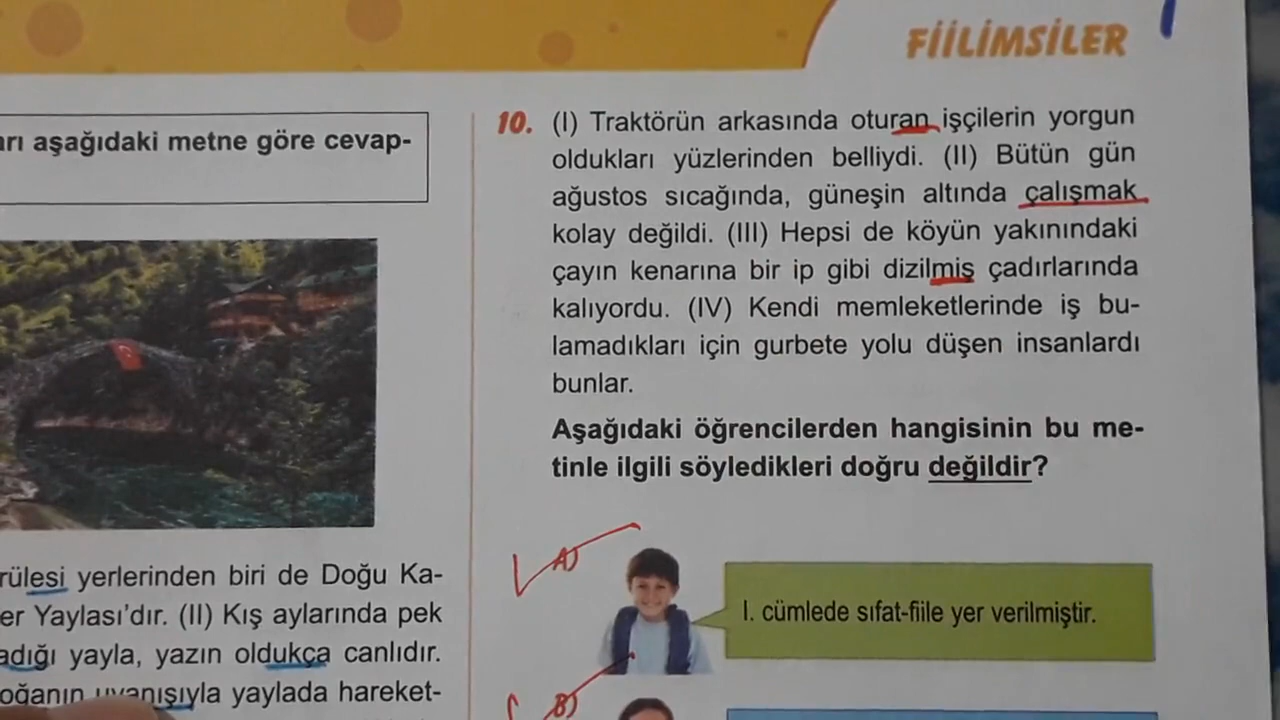 FİİLİMSİLER
arı aşağıdaki metne göre cevap-
rülesi yerlerinden biri de Doğu Ka-
er Yaylası’dır. (II) Kış aylarında pek
adığı yayla, yazın oldukça canlıdır.
oğanın uyanışıyla yaylada hareket-
10. (I) Traktörün arkasında oturan işçilerin yorgun
oldukları yüzlerinden belliydi. (II) Bütün gün
ağustos sıcağında, güneşin altında çalışmak
kolay değildi. (III) Hepsi de köyün yakınındaki
çayın kenarına bir ip gibi dizilmiş çadırlarında
kalıyordu. (IV) Kendi memleketlerinde iş bu-
lamadıkları için gurbete yolu düşen insanlardı
bunlar.
Aşağıdaki öğrencilerden hangisinin bu me-
tinle ilgili söyledikleri doğru değildir?
A)
I. cümlede sıfat-fiile yer verilmiştir.
B)